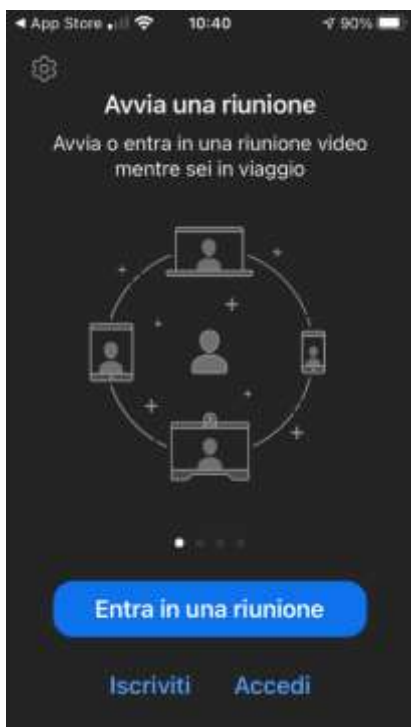 ◀ App Store 10:40 90%
Avvia una riunione
Avvia o entra in una riunione video
mentre sei in viaggio
Entra in una riunione
Iscriviti Accedi